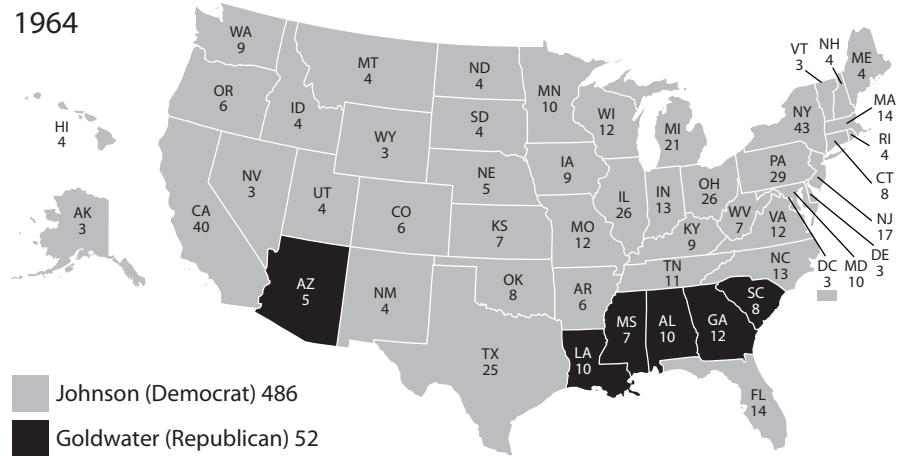 1964
WA
9
OR
6
ID
4
MT
4
ND
4
MN
10
SD
4
WY
3
WI
12
MI
21
VT
3
NH
4
ME
4
NY
43
MA
14
RI
4
CT
8
HI
4
NV
3
UT
4
CO
6
NE
5
IA
9
PA
29
NJ
17
AK
3
CA
40
KS
7
MO
12
IL
26
IN
13
OH
26
WV
7
VA
12
KY
9
DC
3
MD
10
DE
3
AZ
5
NM
4
OK
8
AR
6
TN
11
NC
13
SC
8
TX
25
LA
10
MS
7
AL
10
GA
12
FL
14
Johnson (Democrat) 486
Goldwater (Republican) 52